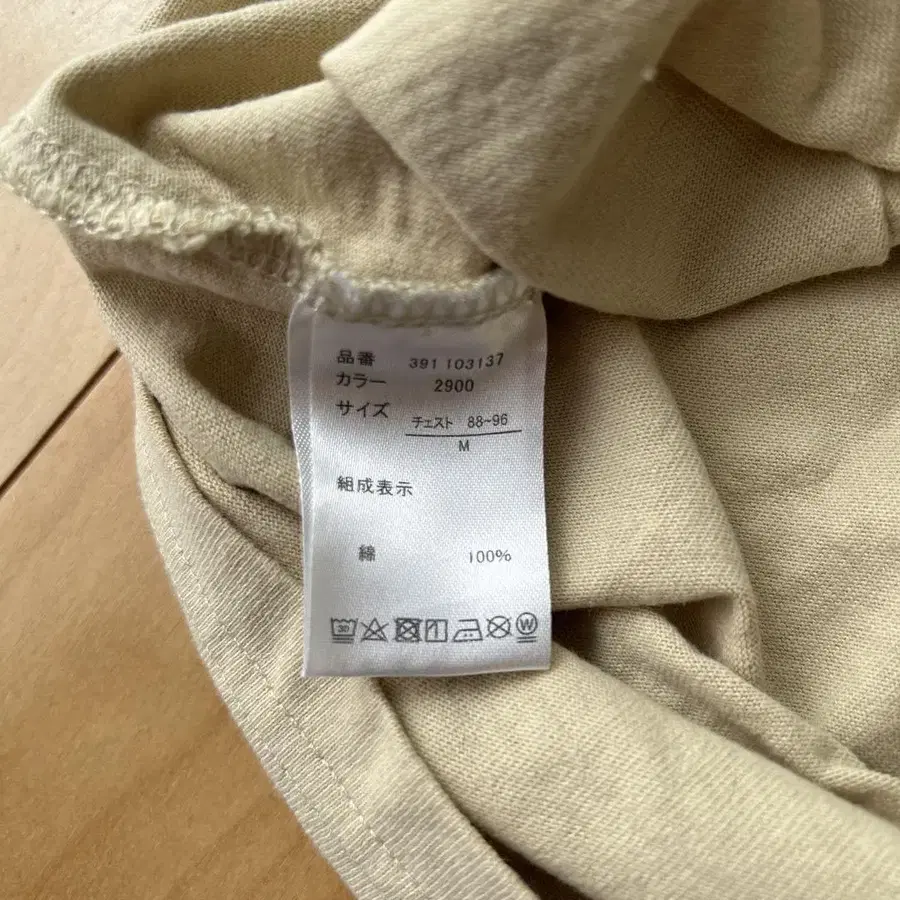 品番 391 103137
カラー 2900
サイズ チェスト 88~96
M
組成表示
綿 100%
30
W